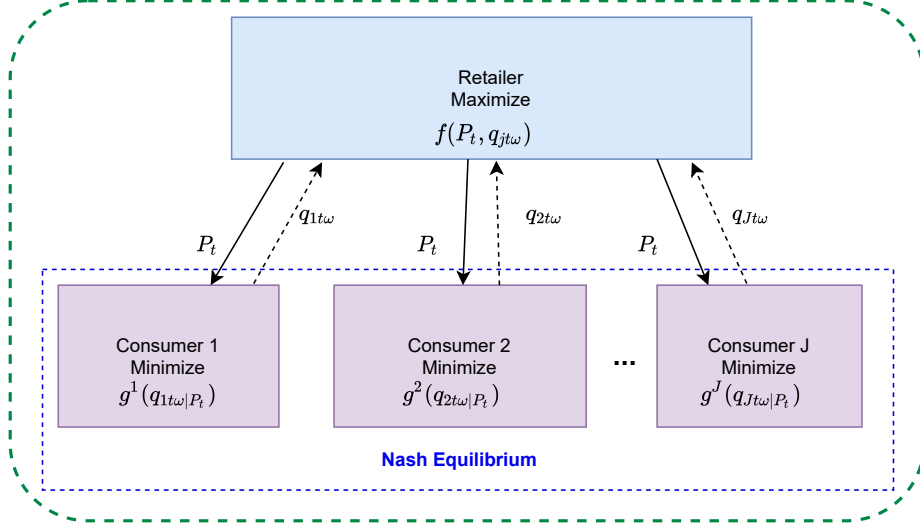 Retailer
Maximize
f(P_t, q_{jtω})
q_{1tω}
q_{2tω}
q_{Jtω}
P_t
P_t
P_t
Consumer 1
Minimize
g^1(q_{1tω|P_t})
Consumer 2
Minimize
g^2(q_{2tω|P_t})
...
Consumer J
Minimize
g^J(q_{Jtω|P_t})
Nash Equilibrium